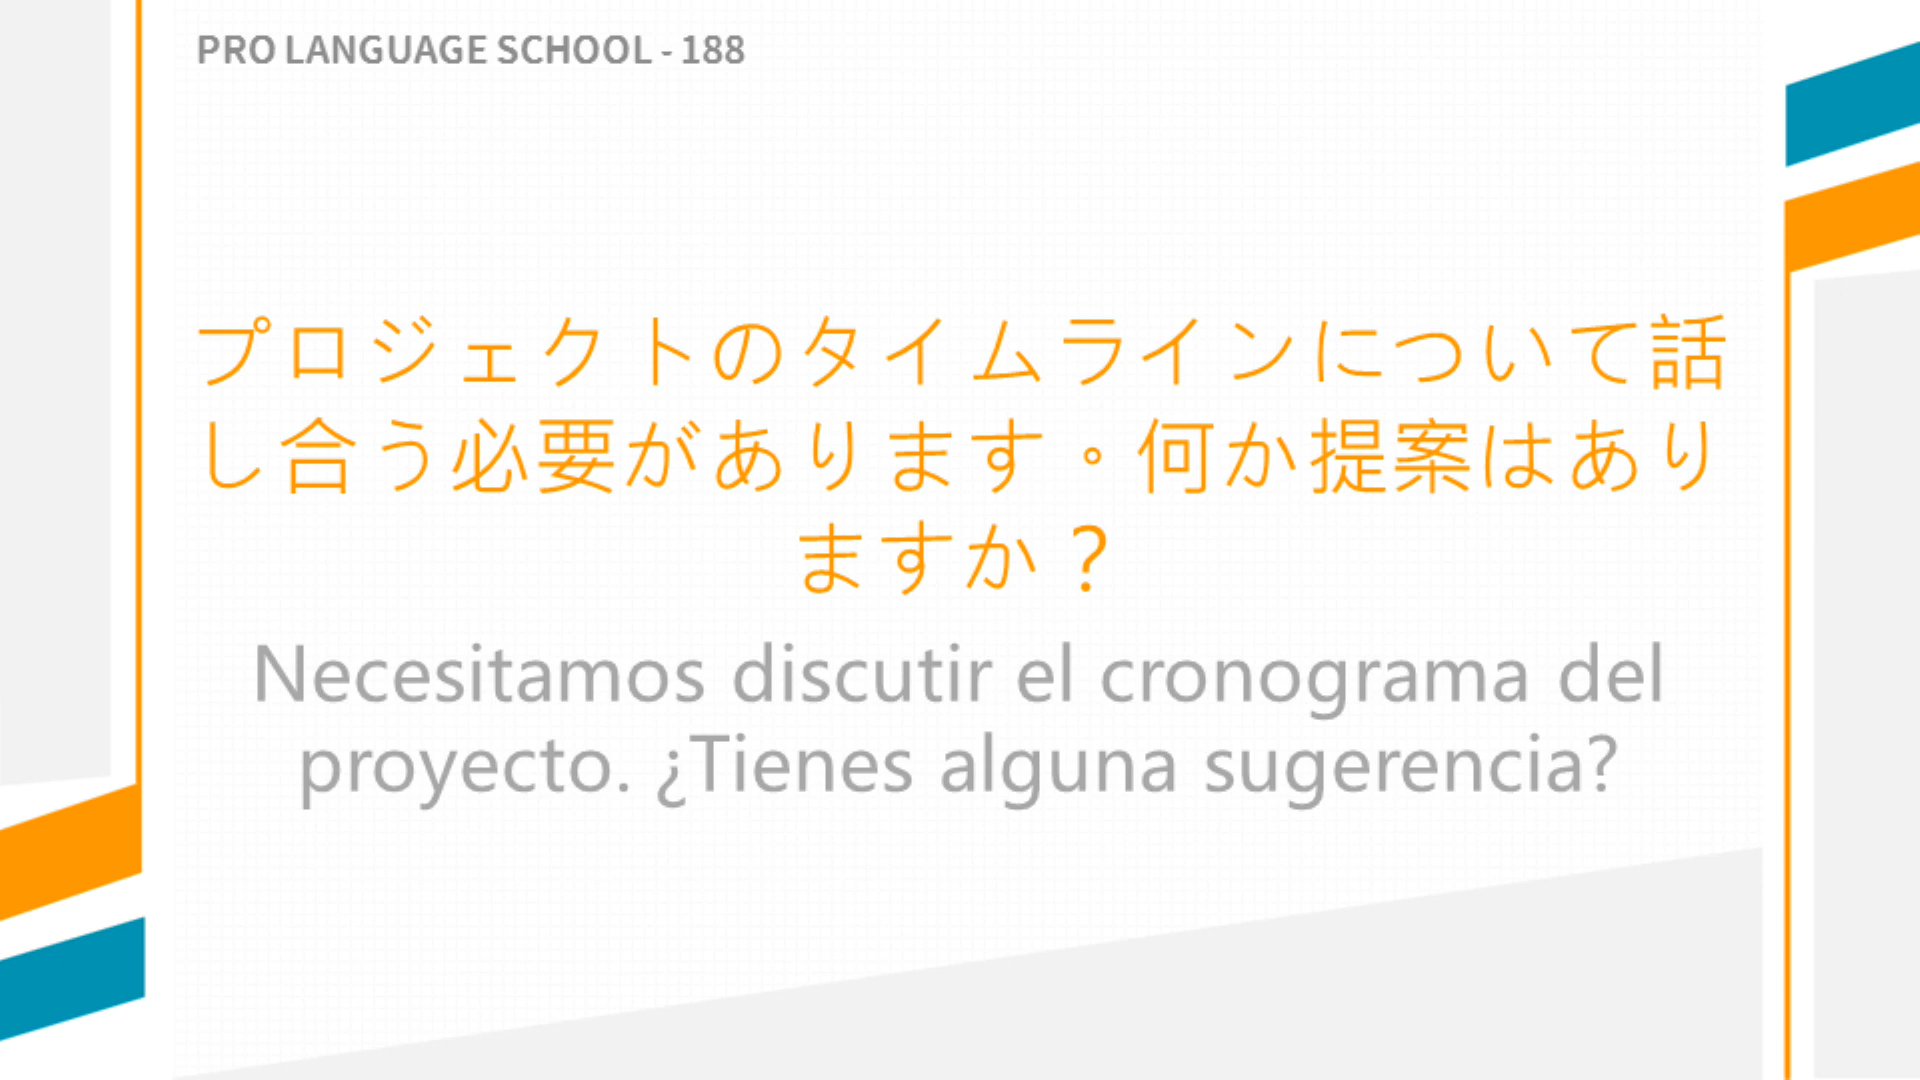 PRO LANGUAGE SCHOOL - 188
プロジェクトのタイムラインについて話
し合う必要があります。何か提案はあり
ますか？
Necesitamos discutir el cronograma del
proyecto. ¿Tienes alguna sugerencia?